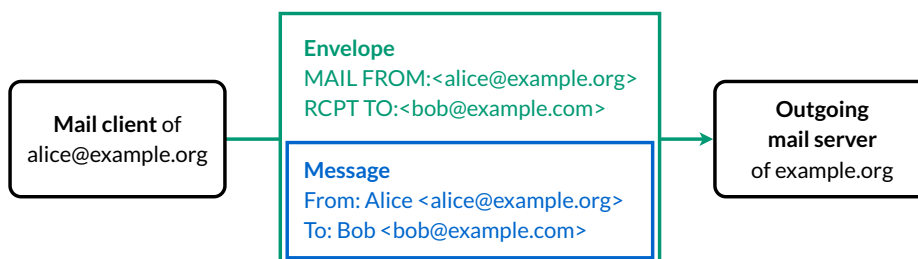 Mail client of
alice@example.org
Envelope
MAIL FROM:<alice@example.org>
RCPT TO:<bob@example.com>
Message
From: Alice <alice@example.org>
To: Bob <bob@example.com>
Outgoing
mail server
of example.org